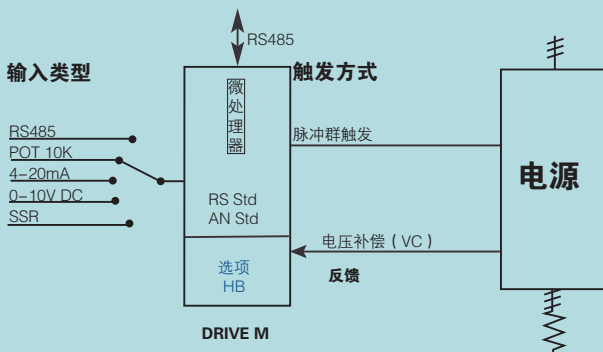 RS485
输入类型
触发方式
微处理器
RS485
POT 10K
4–20mA
0–10V DC
SSR
脉冲群触发
电源
RS Std
AN Std
电压补偿 ( VC )
选项
HB
反馈
DRIVE M